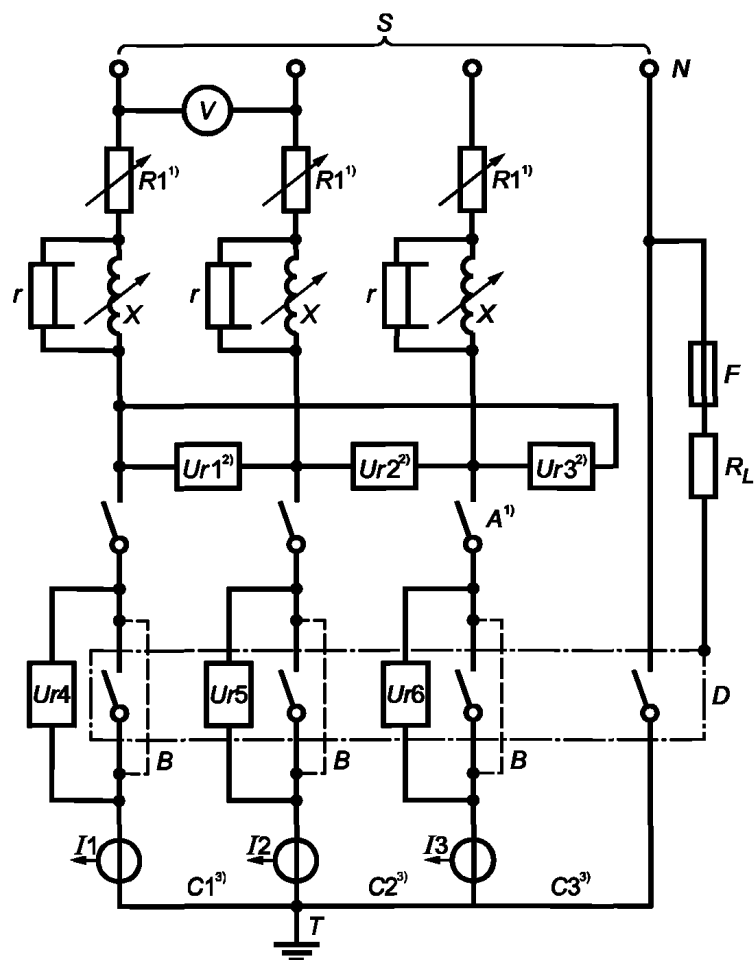 S
N
V
R1¹⁾ R1¹⁾ R1¹⁾
r X r X r X
F
Ur1²⁾ Ur2²⁾ Ur3²⁾ R_L
A¹⁾
Ur4 Ur5 Ur6 D
B B B
I1 I2 I3
C1³⁾ C2³⁾ C3³⁾
T